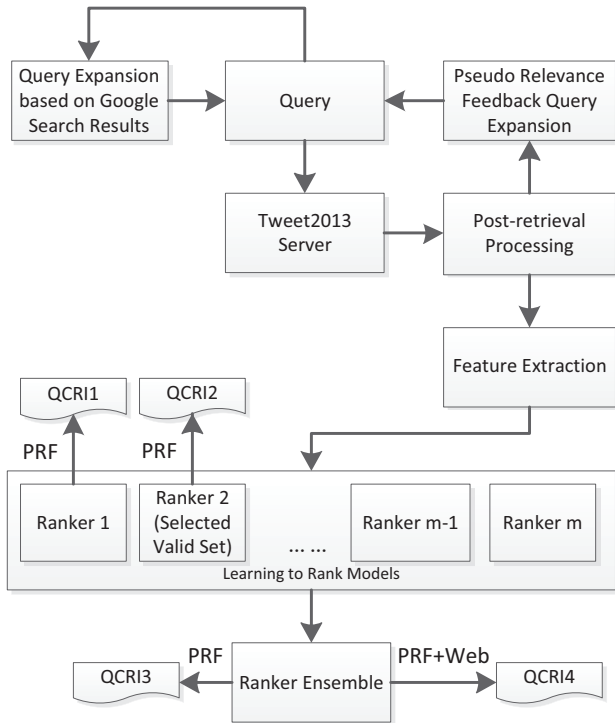 Query Expansion
based on Google
Search Results
Query
Pseudo Relevance
Feedback Query
Expansion
Tweet2013
Server
Post-retrieval
Processing
Feature Extraction
QCRI1
QCRI2
PRF
PRF
Ranker 1
Ranker 2
(Selected
Valid Set)
... ...
Ranker m-1
Ranker m
Learning to Rank Models
QCRI3
PRF
Ranker Ensemble
PRF+Web
QCRI4